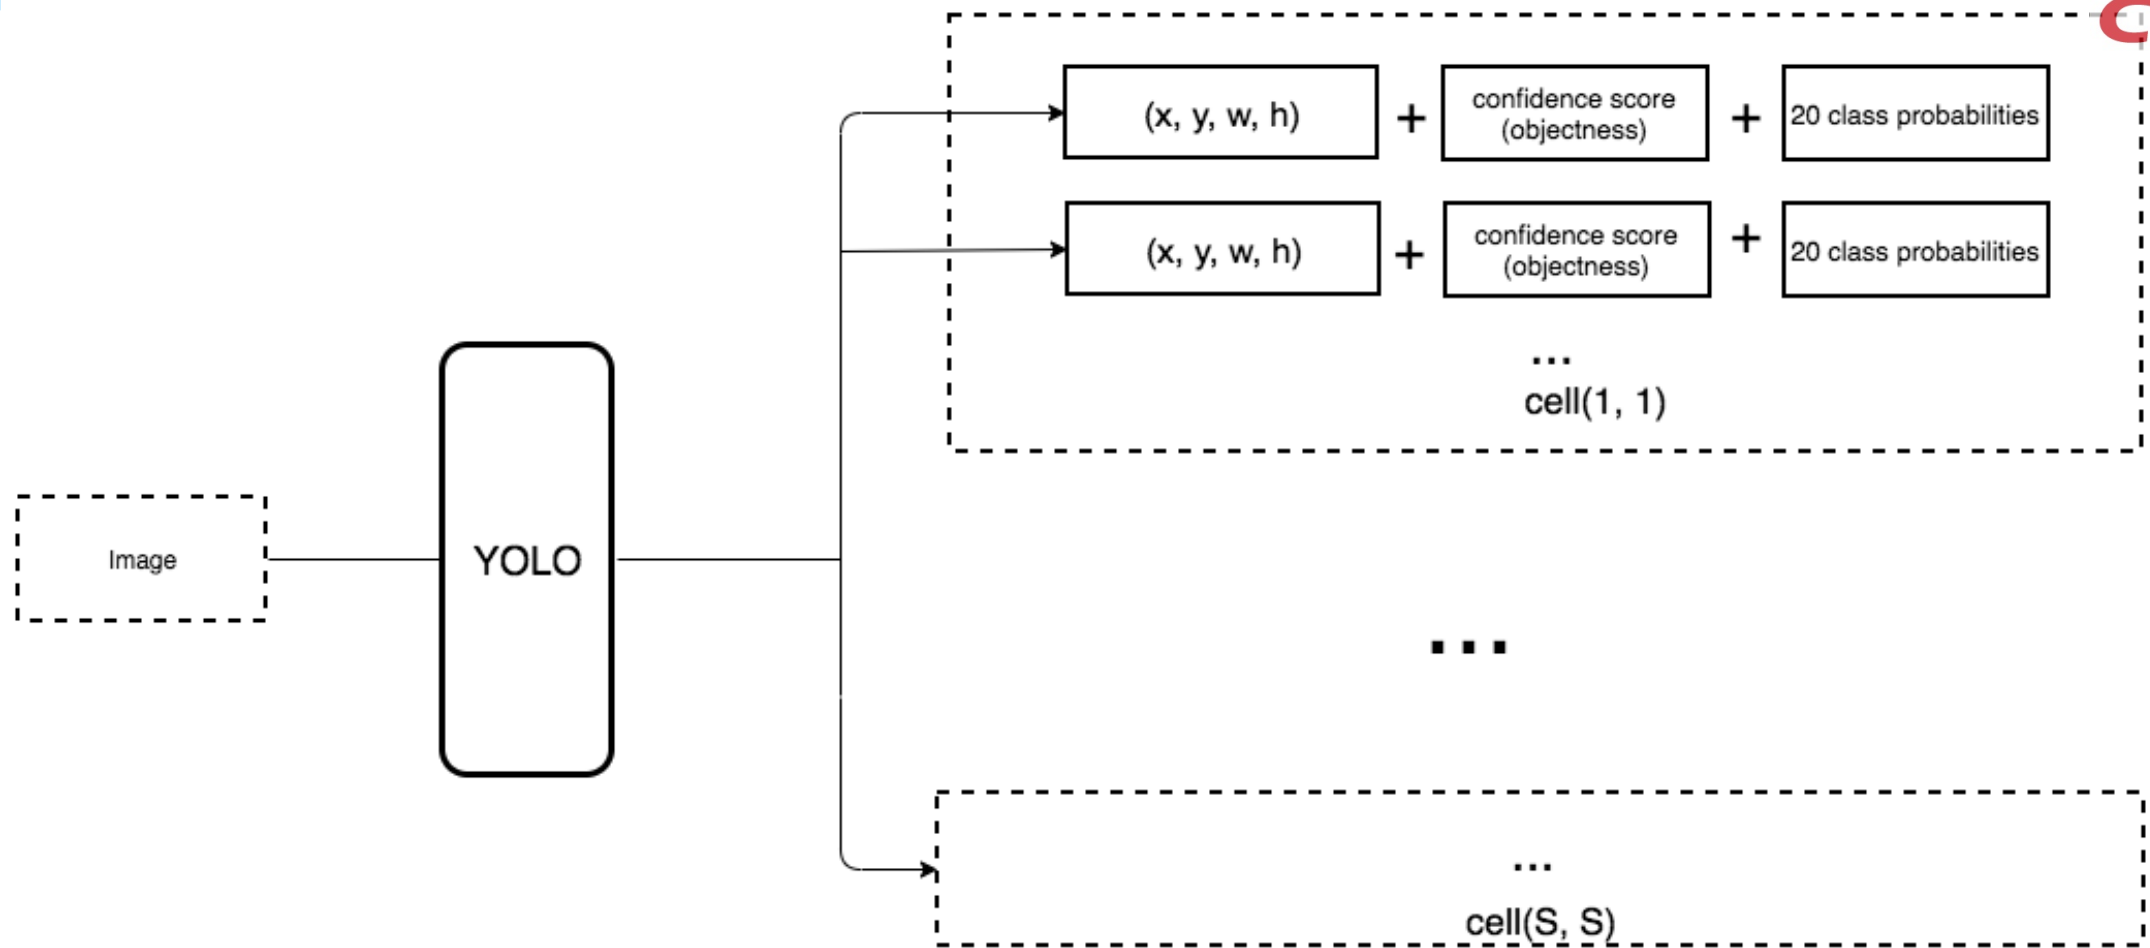 (x, y, w, h) + confidence score (objectness) + 20 class probabilities
(x, y, w, h) + confidence score (objectness) + 20 class probabilities
...
cell(1, 1)
Image
YOLO
...
...
cell(S, S)